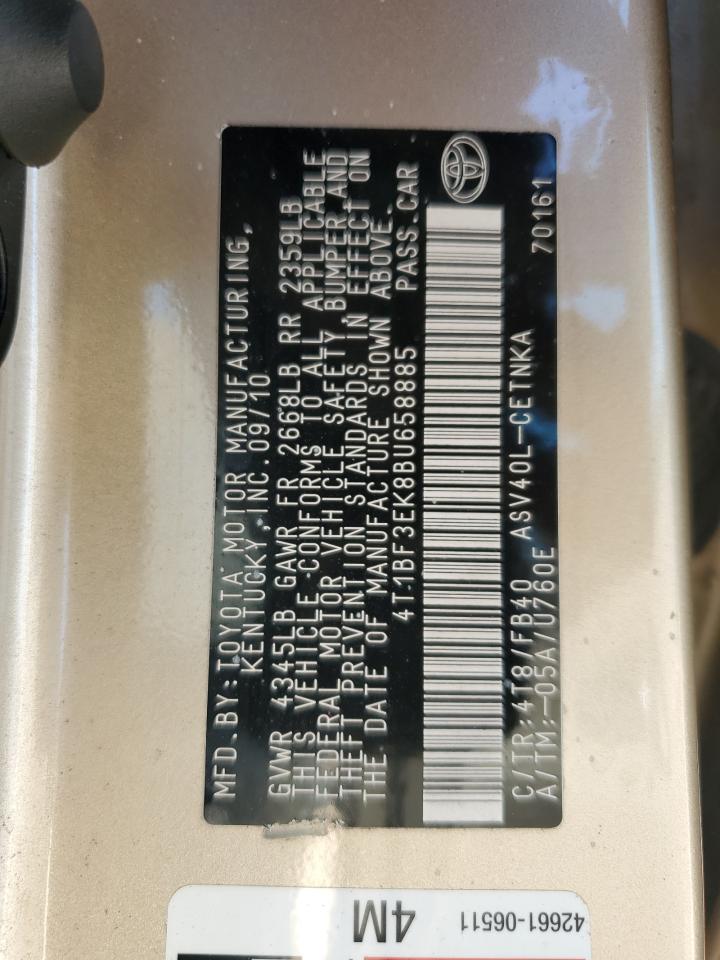 MFD.BY:TOYOTA MOTOR MANUFACTURING,
KENTUCKY,INC.09/10
GVWR 4345LB GAWR FR 2668LB RR 2359LB
THIS VEHICLE CONFORMS TO ALL APPLICABLE
FEDERAL MOTOR VEHICLE SAFETY, BUMPER,AND
THEFT PREVENTION STANDARDS IN EFFECT ON
THE DATE OF MANUFACTURE SHOWN ABOVE.
4T1BF3EK8BU658885 PASS.CAR
C/TR:4T8/FB40 ASV40L-CETNKA 70161
A/TM:-05A/U760E
4M 42661-06511